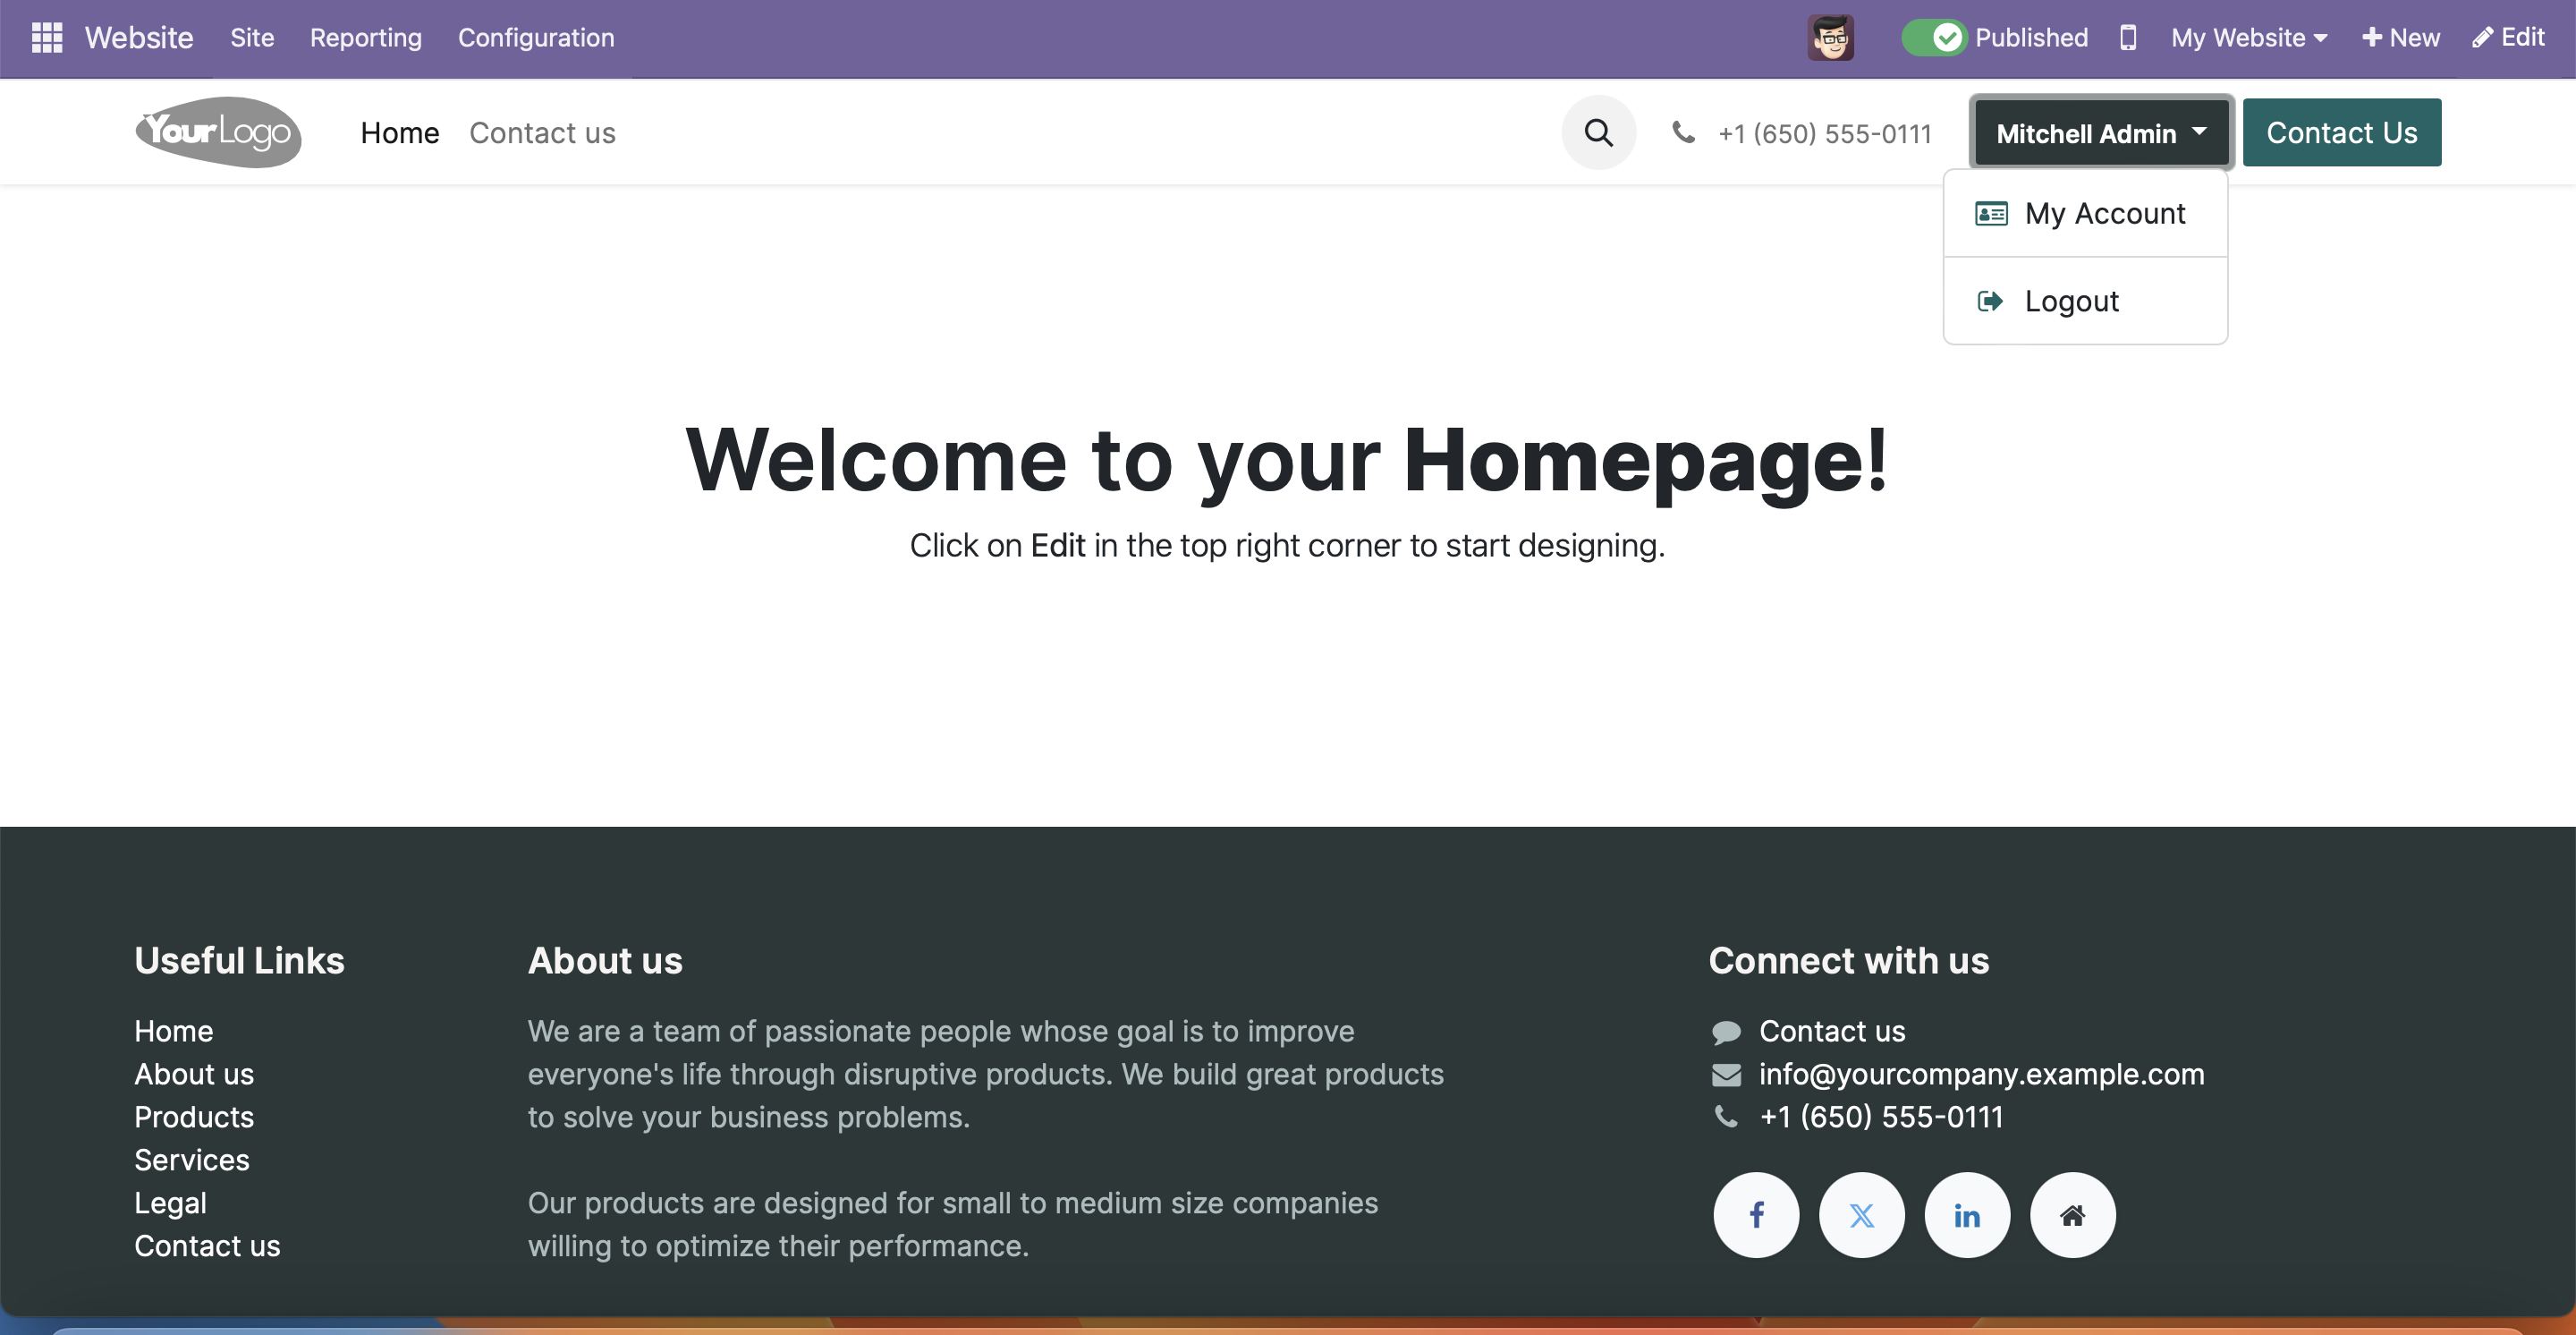 Website Site Reporting Configuration Published My Website New Edit
YourLogo Home Contact us +1 (650) 555-0111 Mitchell Admin Contact Us
My Account
Logout
Welcome to your Homepage!
Click on Edit in the top right corner to start designing.
Useful Links
Home
About us
Products
Services
Legal
Contact us
About us
We are a team of passionate people whose goal is to improve
everyone's life through disruptive products. We build great products
to solve your business problems.
Our products are designed for small to medium size companies
willing to optimize their performance.
Connect with us
Contact us
info@yourcompany.example.com
+1 (650) 555-0111